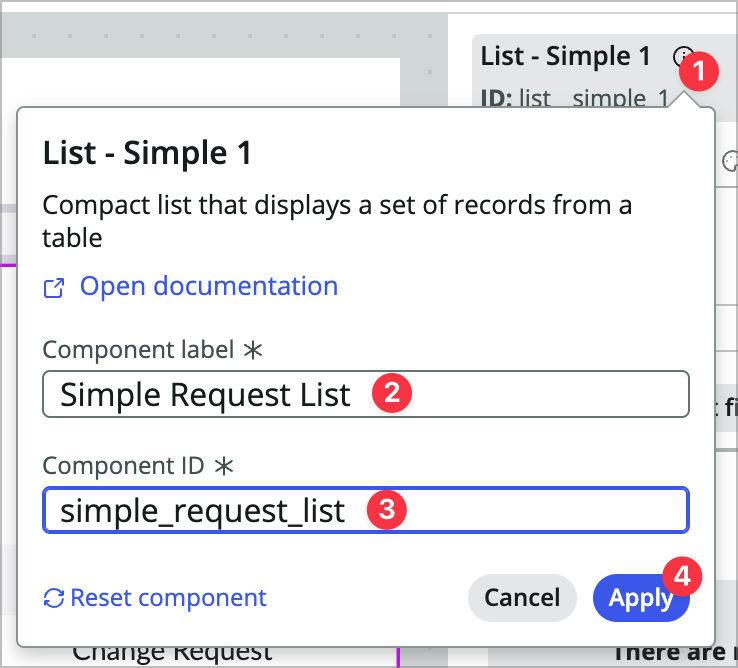 List - Simple 1
1
ID: list_simple_1
List - Simple 1
Compact list that displays a set of records from a
table
Open documentation
Component label *
Simple Request List 2
Component ID *
simple_request_list 3
Reset component
Cancel
Apply
4
Change Request
There are